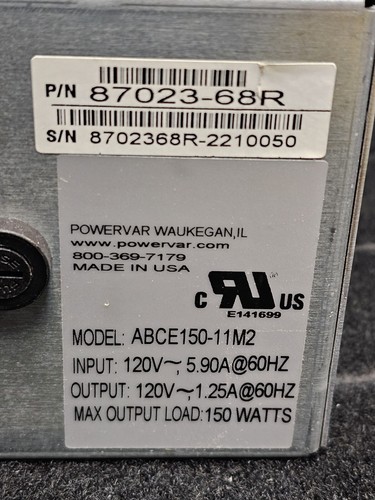 P/N 87023-68R
S/N 8702368R-2210050
POWERVAR WAUKEGAN,IL
www.powervar.com
800-369-7179
MADE IN USA
C RU US
E141699
MODEL: ABCE150-11M2
INPUT: 120V~, 5.90A@60HZ
OUTPUT: 120V~,1.25A@60HZ
MAX OUTPUT LOAD:150 WATTS